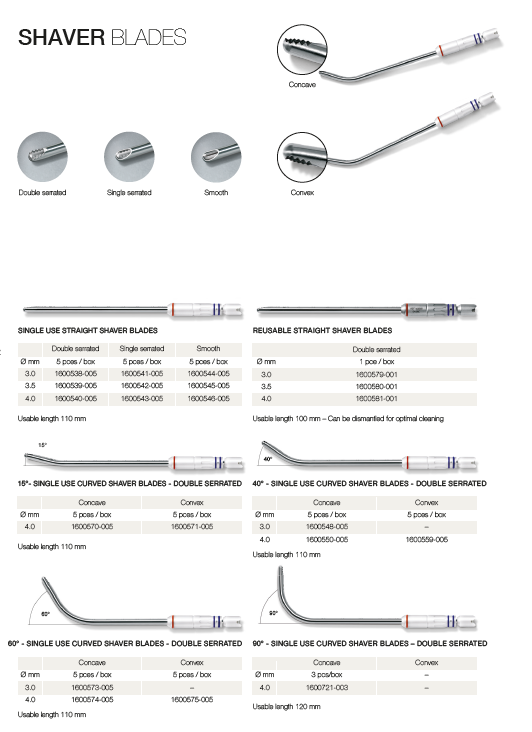 SHAVER BLADES
Concave
Double serrated
Single serrated
Smooth
Convex
SINGLE USE STRAIGHT SHAVER BLADES
Double serrated Single serrated Smooth
Ø mm 5 pces / box 5 pces / box 5 pces / box
3.0 1600538-005 1600541-005 1600544-005
3.5 1600539-005 1600542-005 1600545-005
4.0 1600540-005 1600543-005 1600546-005
Usable length 110 mm
REUSABLE STRAIGHT SHAVER BLADES
Double serrated
Ø mm 1 pce / box
3.0 1600579-001
3.5 1600580-001
4.0 1600581-001
Usable length 100 mm – Can be dismantled for optimal cleaning
15°
15°- SINGLE USE CURVED SHAVER BLADES - DOUBLE SERRATED
Concave Convex
Ø mm 5 pces / box 5 pces / box
4.0 1600570-005 1600571-005
Usable length 110 mm
40°
40° - SINGLE USE CURVED SHAVER BLADES - DOUBLE SERRATED
Concave Convex
Ø mm 5 pces / box 5 pces / box
3.0 1600548-005 –
4.0 1600550-005 1600559-005
Usable length 110 mm
60°
60° - SINGLE USE CURVED SHAVER BLADES - DOUBLE SERRATED
Concave Convex
Ø mm 5 pces / box 5 pces / box
3.0 1600573-005 –
4.0 1600574-005 1600575-005
Usable length 110 mm
90°
90° - SINGLE USE CURVED SHAVER BLADES – DOUBLE SERRATED
Concave Convex
Ø mm 3 pcs/box –
4.0 1600721-003 –
Usable length 120 mm